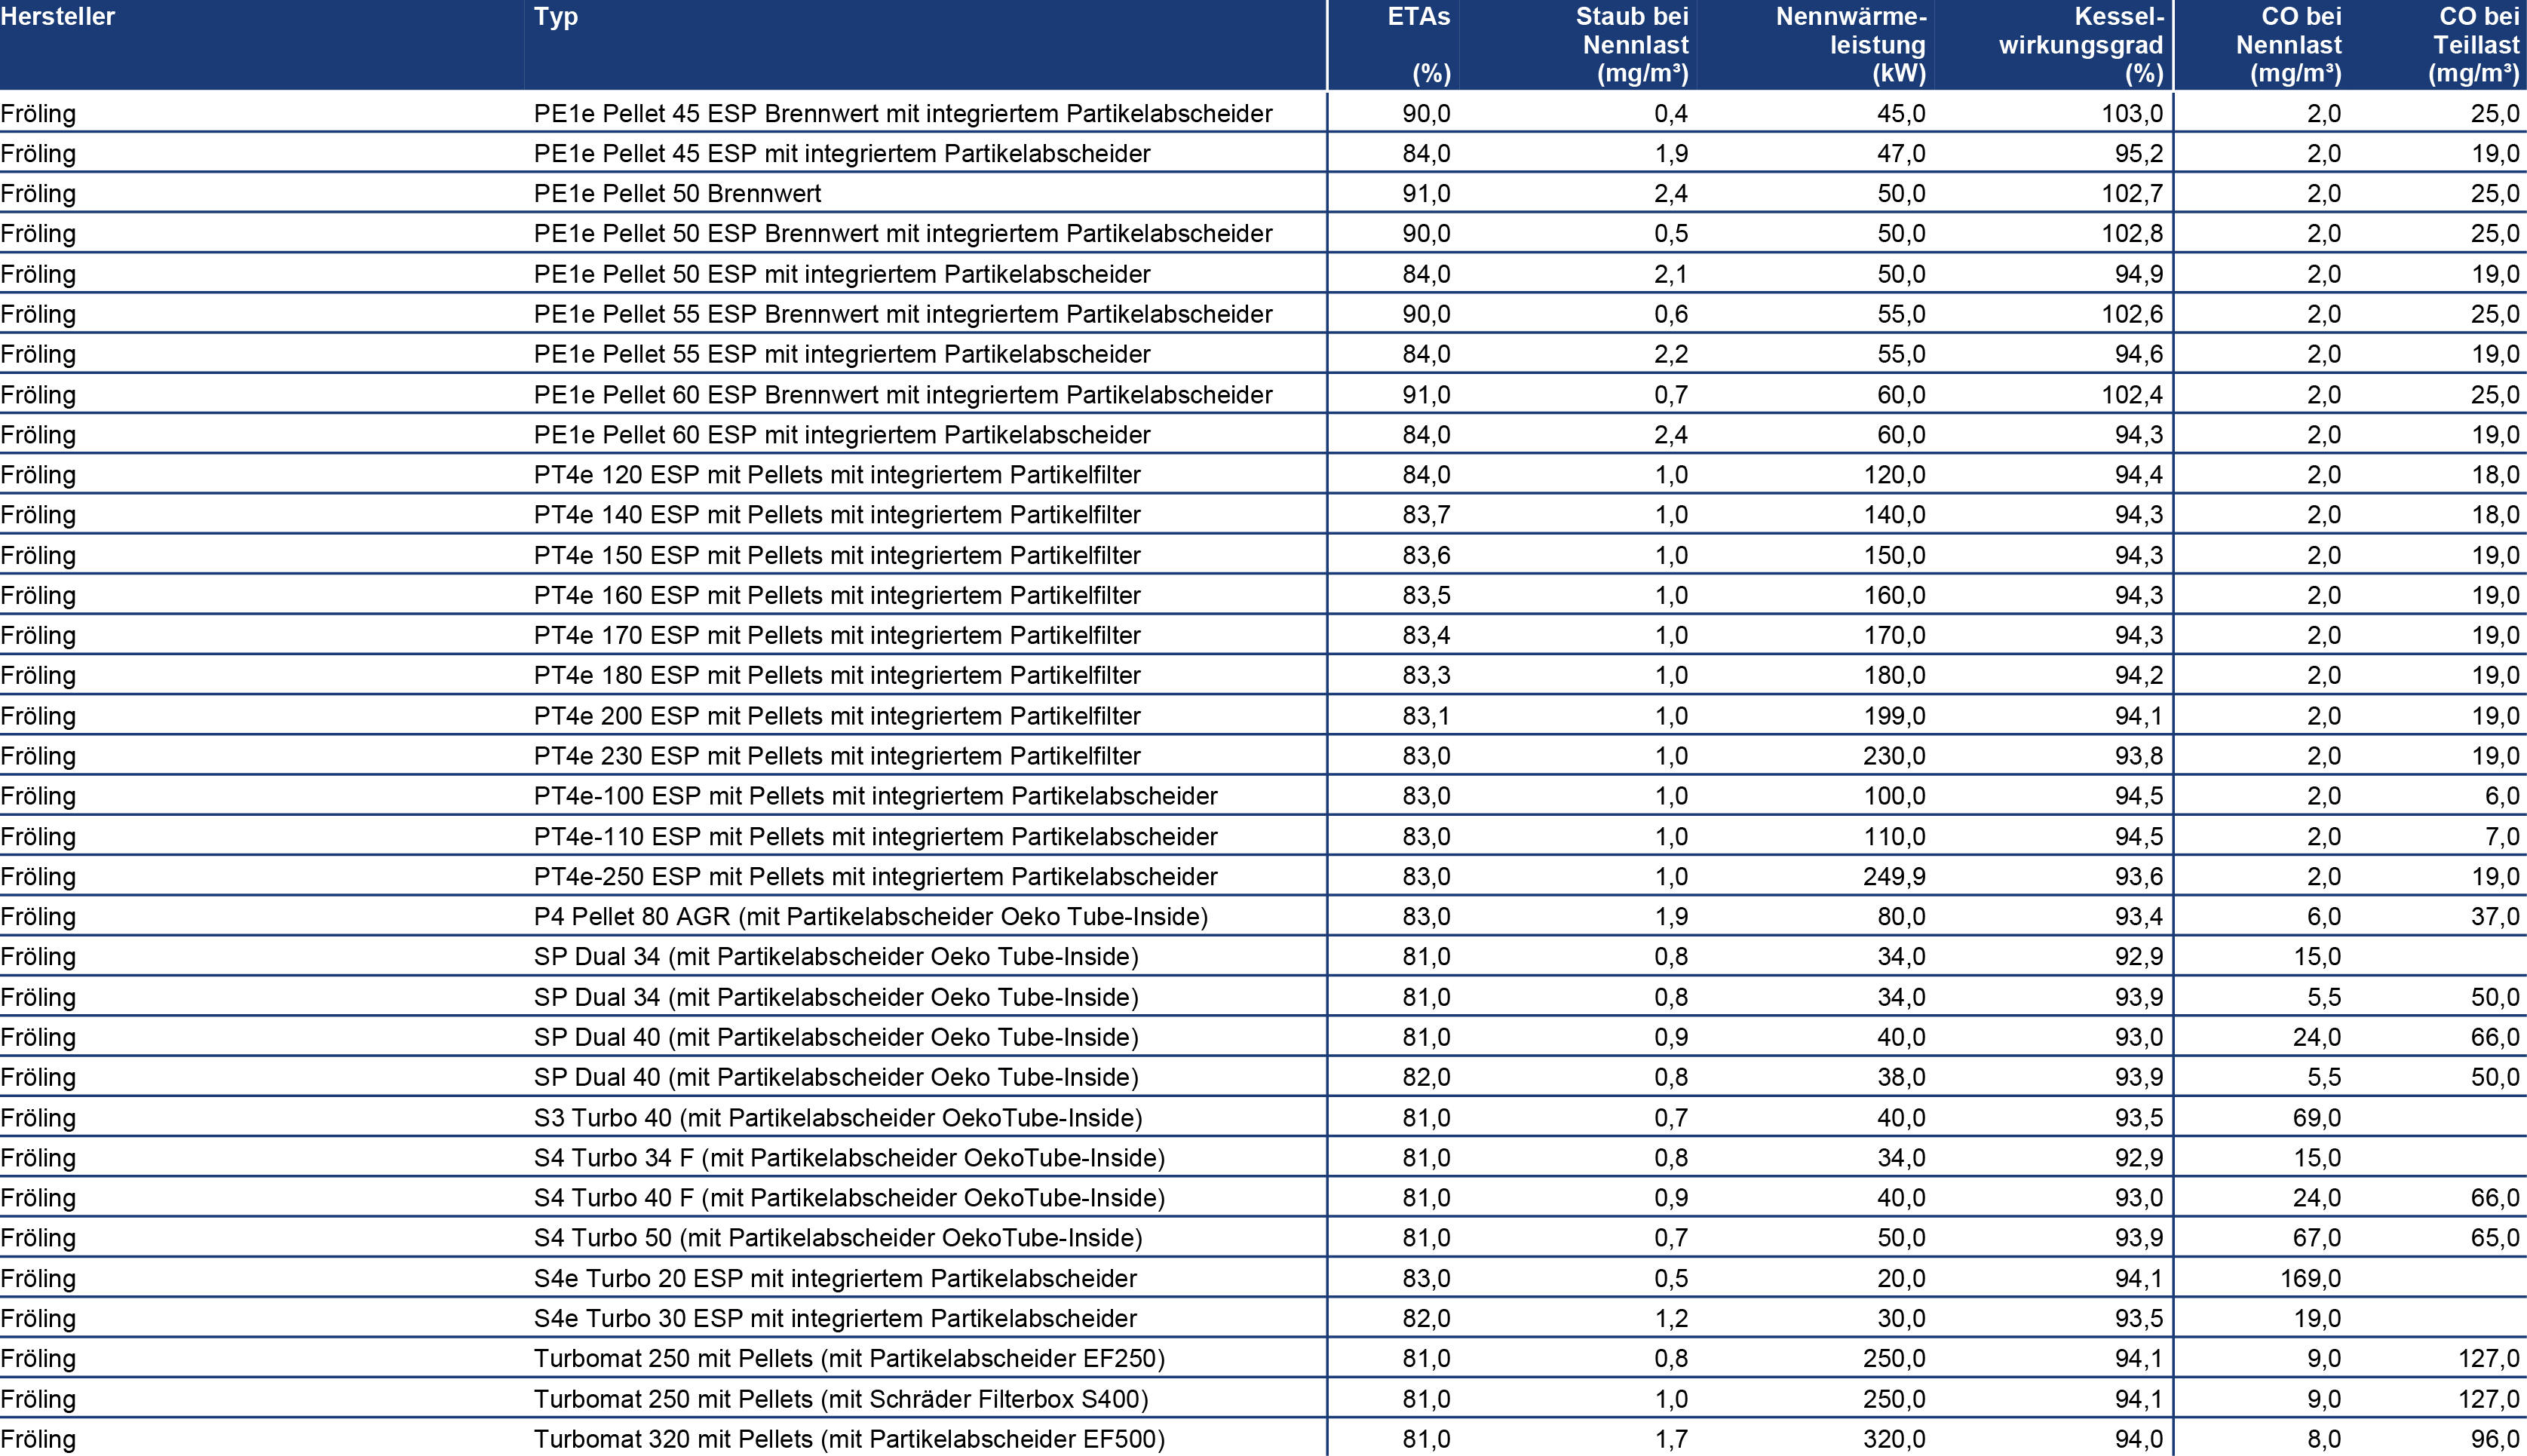 Hersteller Typ ETAs (%) Staub bei Nennlast (mg/m³) Nennwärme-leistung (kW) Kessel-wirkungsgrad (%) CO bei Nennlast (mg/m³) CO bei Teillast (mg/m³)
Fröling PE1e Pellet 45 ESP Brennwert mit integriertem Partikelabscheider 90,0 0,4 45,0 103,0 2,0 25,0
Fröling PE1e Pellet 45 ESP mit integriertem Partikelabscheider 84,0 1,9 47,0 95,2 2,0 19,0
Fröling PE1e Pellet 50 Brennwert 91,0 2,4 50,0 102,7 2,0 25,0
Fröling PE1e Pellet 50 ESP Brennwert mit integriertem Partikelabscheider 90,0 0,5 50,0 102,8 2,0 25,0
Fröling PE1e Pellet 50 ESP mit integriertem Partikelabscheider 84,0 2,1 50,0 94,9 2,0 19,0
Fröling PE1e Pellet 55 ESP Brennwert mit integriertem Partikelabscheider 90,0 0,6 55,0 102,6 2,0 25,0
Fröling PE1e Pellet 55 ESP mit integriertem Partikelabscheider 84,0 2,2 55,0 94,6 2,0 19,0
Fröling PE1e Pellet 60 ESP Brennwert mit integriertem Partikelabscheider 91,0 0,7 60,0 102,4 2,0 25,0
Fröling PE1e Pellet 60 ESP mit integriertem Partikelabscheider 84,0 2,4 60,0 94,3 2,0 19,0
Fröling PT4e 120 ESP mit Pellets mit integriertem Partikelfilter 84,0 1,0 120,0 94,4 2,0 18,0
Fröling PT4e 140 ESP mit Pellets mit integriertem Partikelfilter 83,7 1,0 140,0 94,3 2,0 18,0
Fröling PT4e 150 ESP mit Pellets mit integriertem Partikelfilter 83,6 1,0 150,0 94,3 2,0 19,0
Fröling PT4e 160 ESP mit Pellets mit integriertem Partikelfilter 83,5 1,0 160,0 94,3 2,0 19,0
Fröling PT4e 170 ESP mit Pellets mit integriertem Partikelfilter 83,4 1,0 170,0 94,3 2,0 19,0
Fröling PT4e 180 ESP mit Pellets mit integriertem Partikelfilter 83,3 1,0 180,0 94,2 2,0 19,0
Fröling PT4e 200 ESP mit Pellets mit integriertem Partikelfilter 83,1 1,0 199,0 94,1 2,0 19,0
Fröling PT4e 230 ESP mit Pellets mit integriertem Partikelfilter 83,0 1,0 230,0 93,8 2,0 19,0
Fröling PT4e-100 ESP mit Pellets mit integriertem Partikelabscheider 83,0 1,0 100,0 94,5 2,0 6,0
Fröling PT4e-110 ESP mit Pellets mit integriertem Partikelabscheider 83,0 1,0 110,0 94,5 2,0 7,0
Fröling PT4e-250 ESP mit Pellets mit integriertem Partikelabscheider 83,0 1,0 249,9 93,6 2,0 19,0
Fröling P4 Pellet 80 AGR (mit Partikelabscheider Oeko Tube-Inside) 83,0 1,9 80,0 93,4 6,0 37,0
Fröling SP Dual 34 (mit Partikelabscheider Oeko Tube-Inside) 81,0 0,8 34,0 92,9 15,0
Fröling SP Dual 34 (mit Partikelabscheider Oeko Tube-Inside) 81,0 0,8 34,0 93,9 5,5 50,0
Fröling SP Dual 40 (mit Partikelabscheider Oeko Tube-Inside) 81,0 0,9 40,0 93,0 24,0 66,0
Fröling SP Dual 40 (mit Partikelabscheider Oeko Tube-Inside) 82,0 0,8 38,0 93,9 5,5 50,0
Fröling S3 Turbo 40 (mit Partikelabscheider OekoTube-Inside) 81,0 0,7 40,0 93,5 69,0
Fröling S4 Turbo 34 F (mit Partikelabscheider OekoTube-Inside) 81,0 0,8 34,0 92,9 15,0
Fröling S4 Turbo 40 F (mit Partikelabscheider OekoTube-Inside) 81,0 0,9 40,0 93,0 24,0 66,0
Fröling S4 Turbo 50 (mit Partikelabscheider OekoTube-Inside) 81,0 0,7 50,0 93,9 67,0 65,0
Fröling S4e Turbo 20 ESP mit integriertem Partikelabscheider 83,0 0,5 20,0 94,1 169,0
Fröling S4e Turbo 30 ESP mit integriertem Partikelabscheider 82,0 1,2 30,0 93,5 19,0
Fröling Turbomat 250 mit Pellets (mit Partikelabscheider EF250) 81,0 0,8 250,0 94,1 9,0 127,0
Fröling Turbomat 250 mit Pellets (mit Schräder Filterbox S400) 81,0 1,0 250,0 94,1 9,0 127,0
Fröling Turbomat 320 mit Pellets (mit Partikelabscheider EF500) 81,0 1,7 320,0 94,0 8,0 96,0